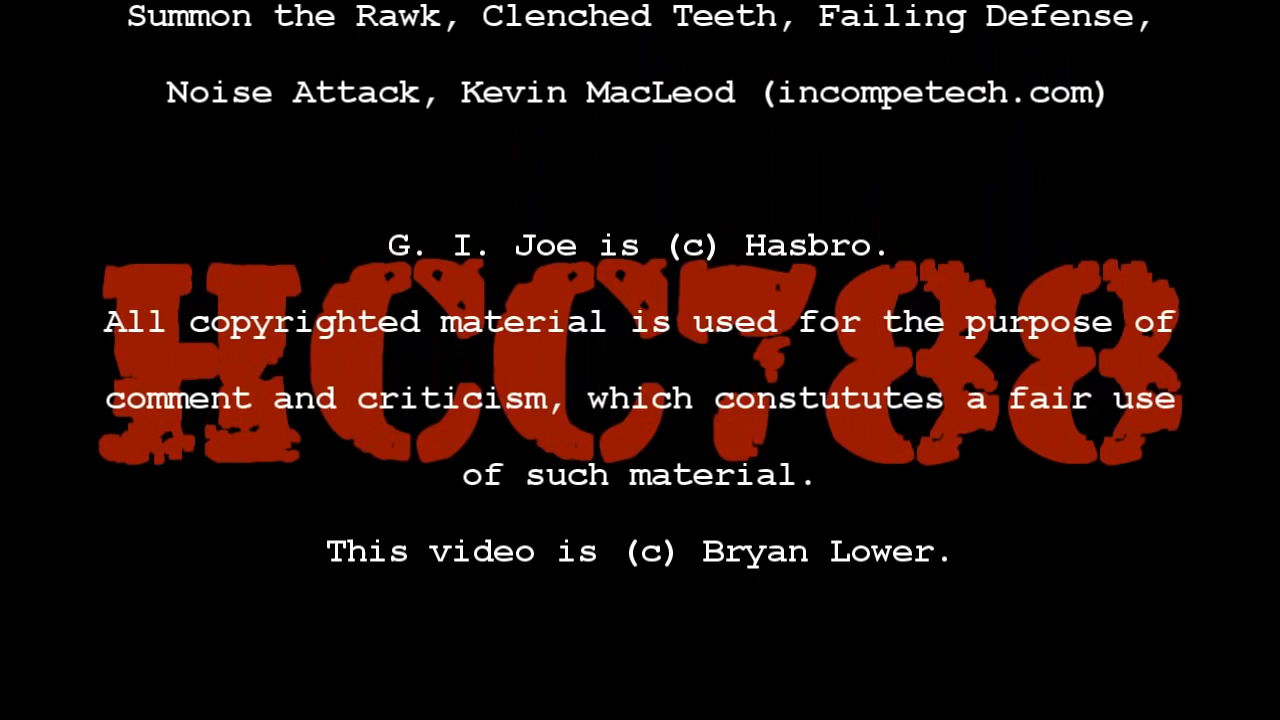 Summon the Rawk, Clenched Teeth, Failing Defense,
Noise Attack, Kevin MacLeod (incompetech.com)
G. I. Joe is (c) Hasbro.
HCC788
All copyrighted material is used for the purpose of
comment and criticism, which constututes a fair use
of such material.
This video is (c) Bryan Lower.